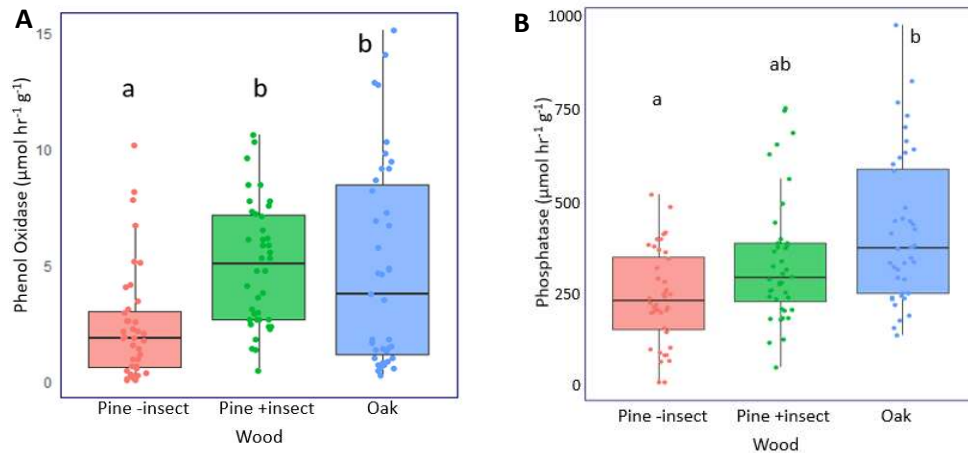 A
Phenol Oxidase (µmol hr⁻¹ g⁻¹)
15
10
5
0
a
b
b
Pine -insect
Pine +insect
Oak
Wood
B
Phosphatase (µmol hr⁻¹ g⁻¹)
1000
750
500
250
0
a
ab
b
Pine -insect
Pine +insect
Oak
Wood